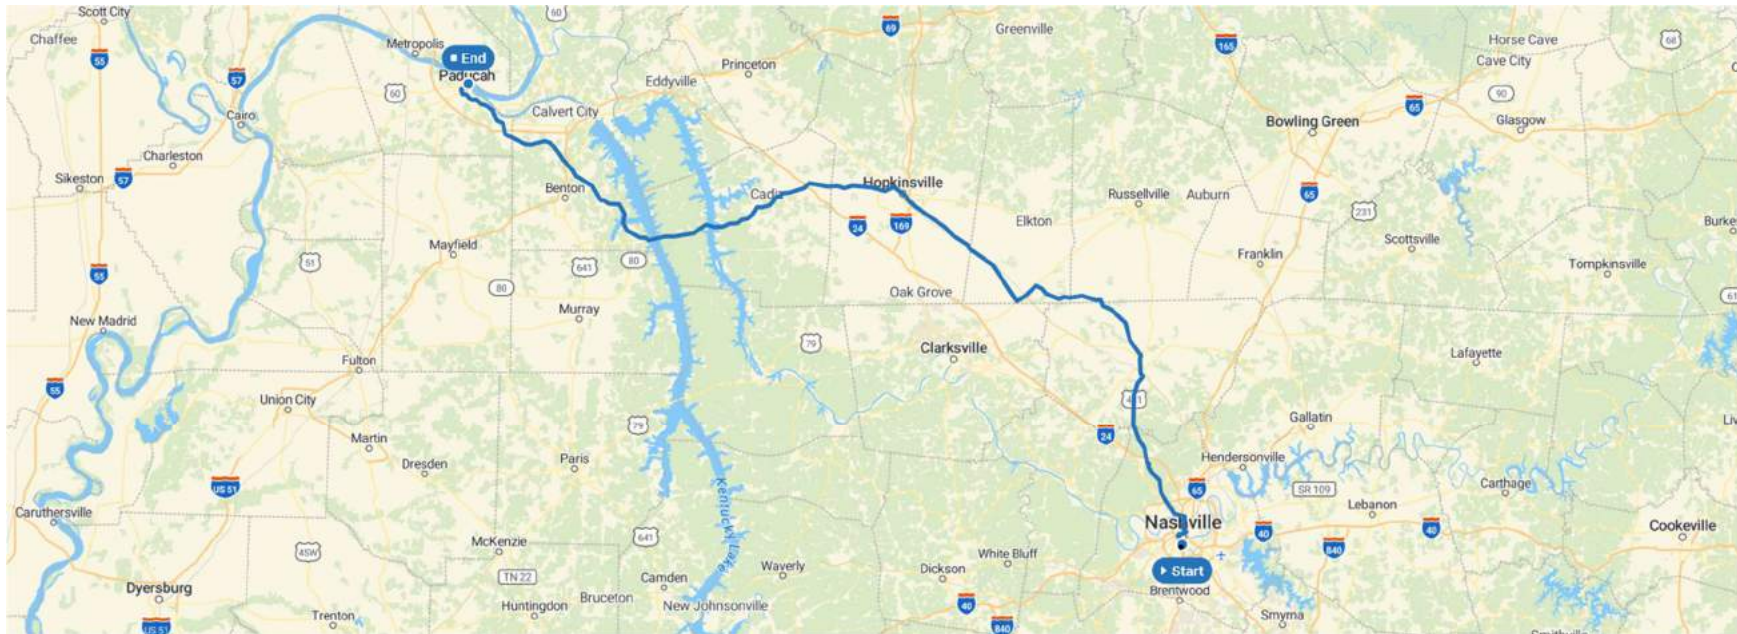 Scott City
60
69
Greenville
165
Horse Cave
68
Chaffee
55
Metropolis
End
Cave City
57
Paducah
Princeton
Eddyville
60
Calvert City
65
90
Cairo
Bowling Green
Glasgow
Charleston
Sikeston
57
Benton
Cadiz
Hopkinsville
Russellville
Auburn
65
24
169
Elkton
231
Mayfield
Scottsville
51
641
80
Franklin
Tompkinsville
55
80
Oak Grove
Murray
New Madrid
79
Clarksville
Lafayette
Fulton
55
Union City
Gallatin
79
24
Martin
Dresden
Paris
Hendersonville
US 51
Kentucky Lake
65
SR 109
Carthage
Lebanon
Caruthersville
Nashville
40
40
Cookeville
641
45W
McKenzie
White Bluff
840
Waverly
Dickson
Start
TN 22
Camden
Dyersburg
Bruceton
Brentwood
Huntingdon
New Johnsonville
40
Trenton
Smyrna
US 51
840